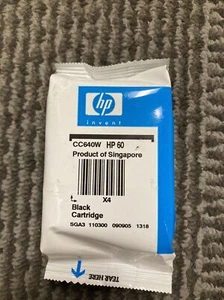 hp
invent
CC640W HP 60
Product of Singapore
X4
Black
Cartridge
SGA3 110300 090905 1318
TEAR HERE